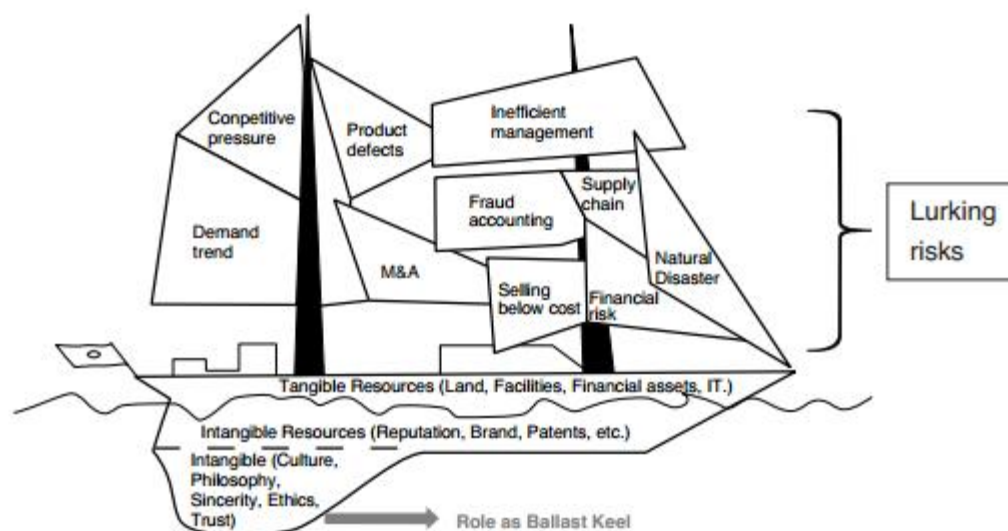 Conpetitive
pressure
Product
defects
Inefficient
management
Demand
trend
Fraud
accounting
Supply
chain
M&A
Selling
below cost
Financial
risk
Natural
Disaster
Lurking
risks
Tangible Resources (Land, Facilities, Financial assets, IT.)
Intangible Resources (Reputation, Brand, Patents, etc.)
Intangible (Culture,
Philosophy,
Sincerity, Ethics,
Trust)
Role as Ballast Keel